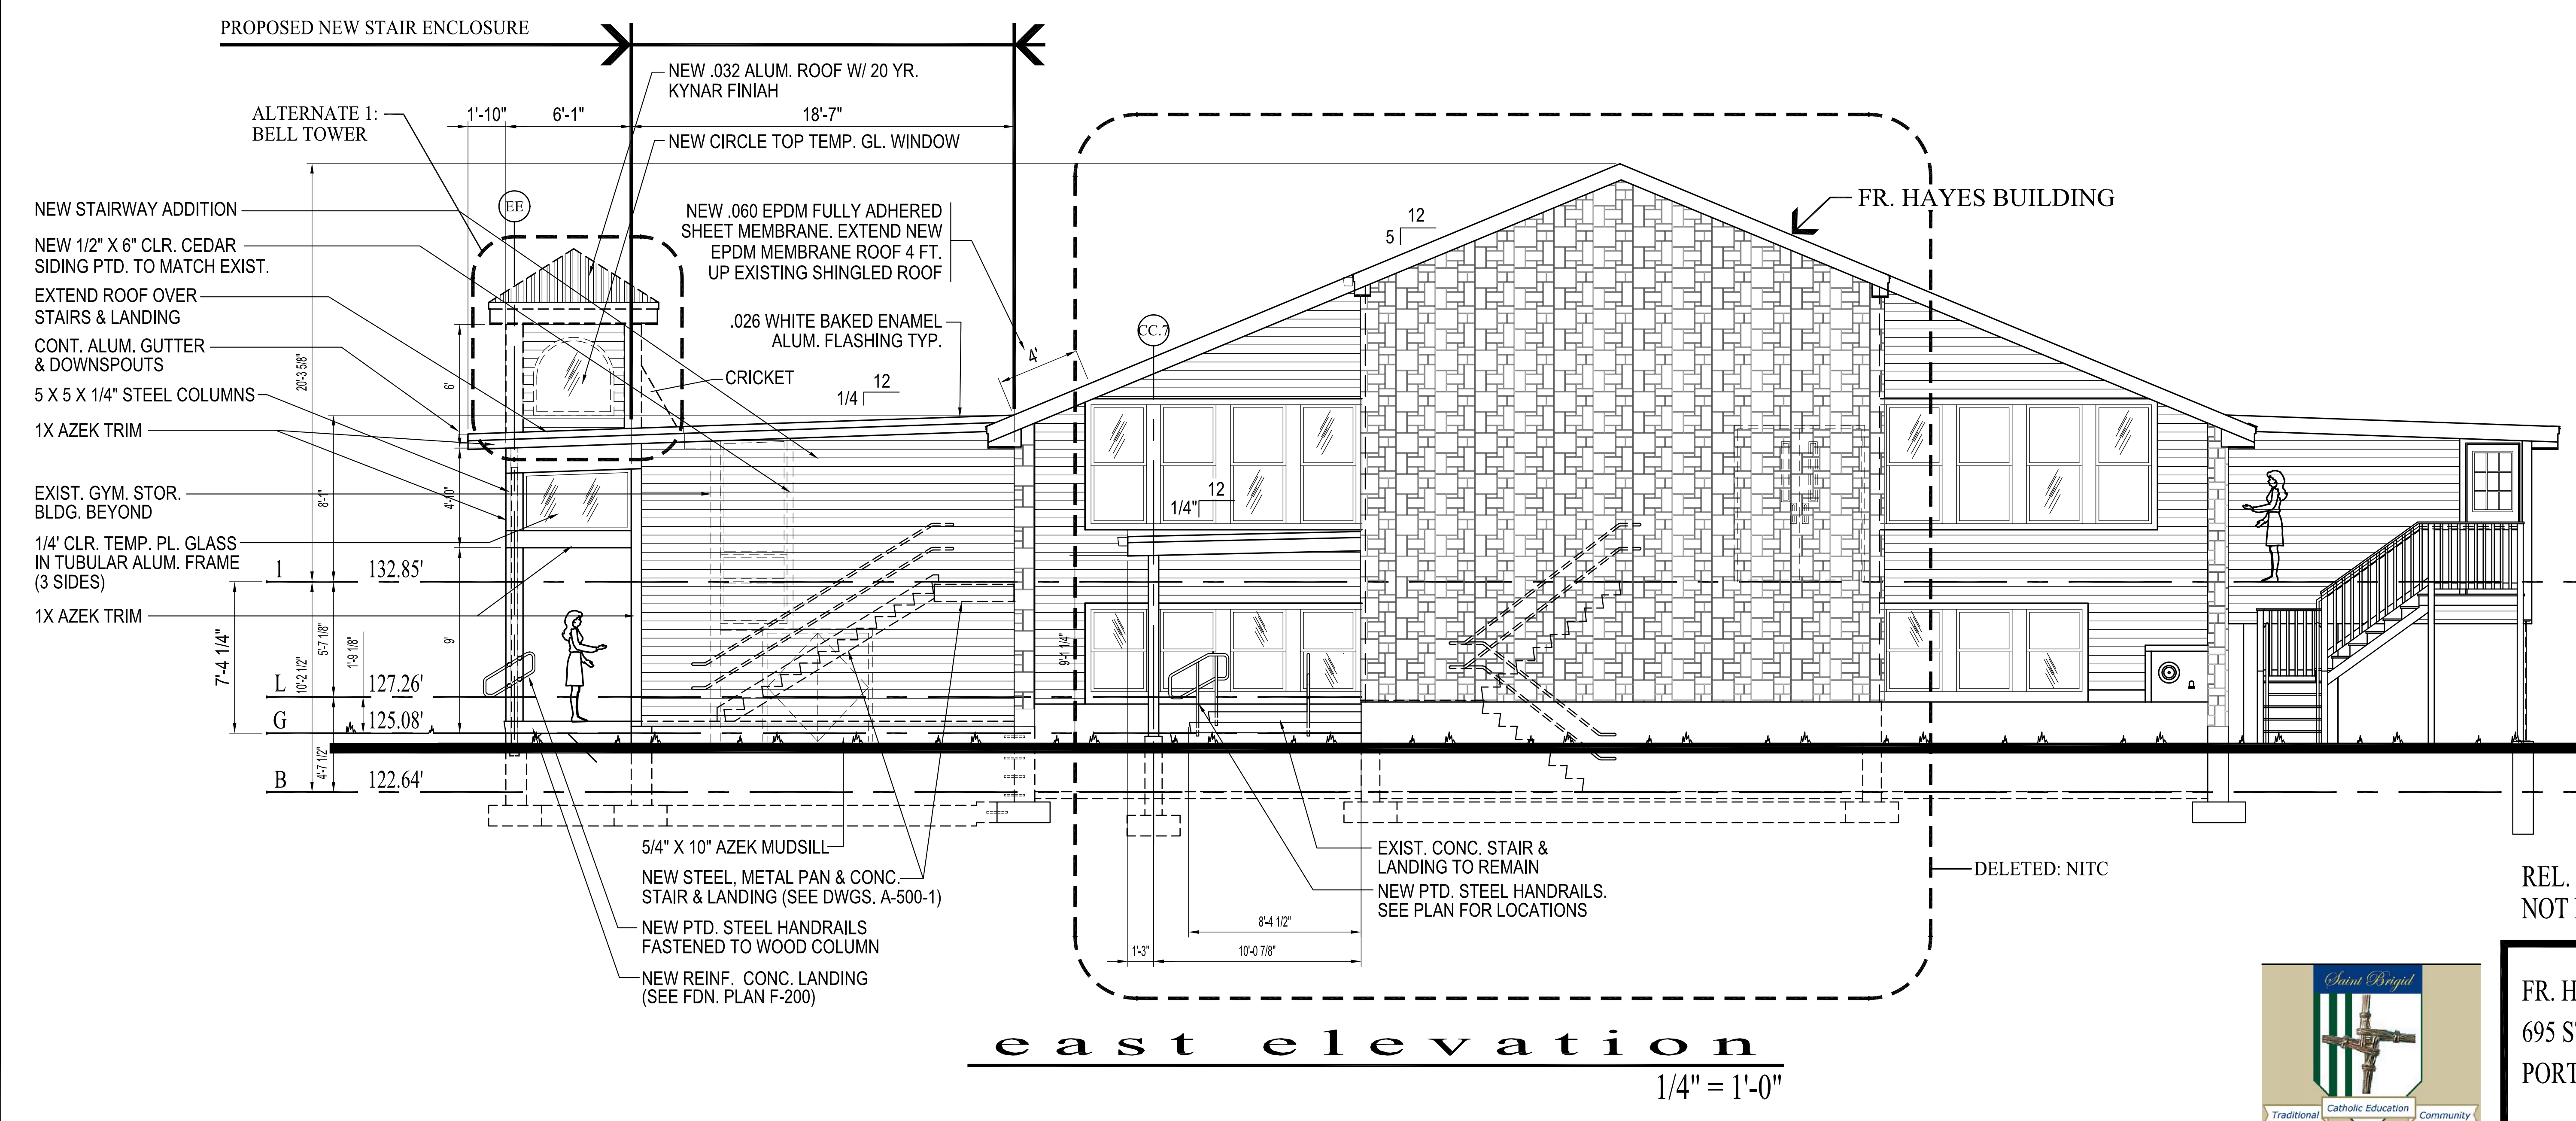 PROPOSED NEW STAIR ENCLOSURE
NEW .032 ALUM. ROOF W/ 20 YR.
KYNAR FINIAH
ALTERNATE 1:
BELL TOWER
1'-10"
6'-1"
18'-7"
NEW CIRCLE TOP TEMP. GL. WINDOW
EE
NEW STAIRWAY ADDITION
NEW 1/2" X 6" CLR. CEDAR
SIDING PTD. TO MATCH EXIST.
EXTEND ROOF OVER
STAIRS & LANDING
CONT. ALUM. GUTTER
& DOWNSPOUTS
5 X 5 X 1/4" STEEL COLUMNS
1X AZEK TRIM
EXIST. GYM. STOR.
BLDG. BEYOND
1/4' CLR. TEMP. PL. GLASS
IN TUBULAR ALUM. FRAME
(3 SIDES)
1X AZEK TRIM
NEW .060 EPDM FULLY ADHERED
SHEET MEMBRANE. EXTEND NEW
EPDM MEMBRANE ROOF 4 FT.
UP EXISTING SHINGLED ROOF
.026 WHITE BAKED ENAMEL
ALUM. FLASHING TYP.
CRICKET
12
1/4
4'
CC.7
12
5
FR. HAYES BUILDING
12
1/4"
20'-3 5/8"
8'-1"
6'
4'-10"
9'
9'-1 1/4"
7'-4 1/4"
10'-2 1/2"
5'-7 1/8"
1'-9 1/8"
4'-7 1/2"
1 132.85'
L 127.26'
G 125.08'
B 122.64'
5/4" X 10" AZEK MUDSILL
NEW STEEL, METAL PAN & CONC.
STAIR & LANDING (SEE DWGS. A-500-1)
NEW PTD. STEEL HANDRAILS
FASTENED TO WOOD COLUMN
NEW REINF. CONC. LANDING
(SEE FDN. PLAN F-200)
EXIST. CONC. STAIR &
LANDING TO REMAIN
NEW PTD. STEEL HANDRAILS.
SEE PLAN FOR LOCATIONS
8'-4 1/2"
1'-3"
10'-0 7/8"
DELETED: NITC
east elevation
1/4" = 1'-0"
REL.
NOT
FR. H
695 S
PORT
Saint Brigid
Traditional Catholic Education Community